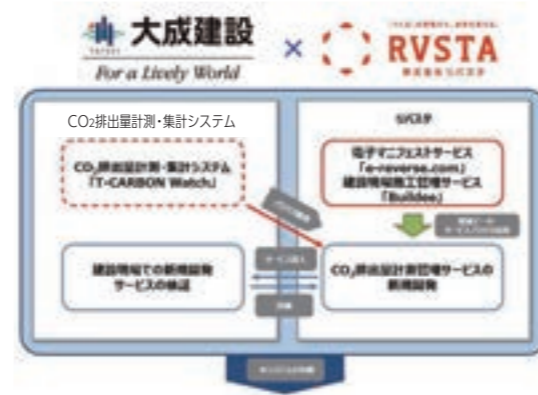 大成建設
For a Lively World
×
RVSTA
株式会社リバスタ
CO2排出量計測・集計システム
リバスタ
CO2排出量計測・集計システム
「T-CARBON Watch」
電子マニフェストサービス
「e-reverse.com」
建設現場施工管理サービス
「Buildee」
建設現場での新規開発
サービスの検証
CO2排出量計測管理サービスの
新規開発